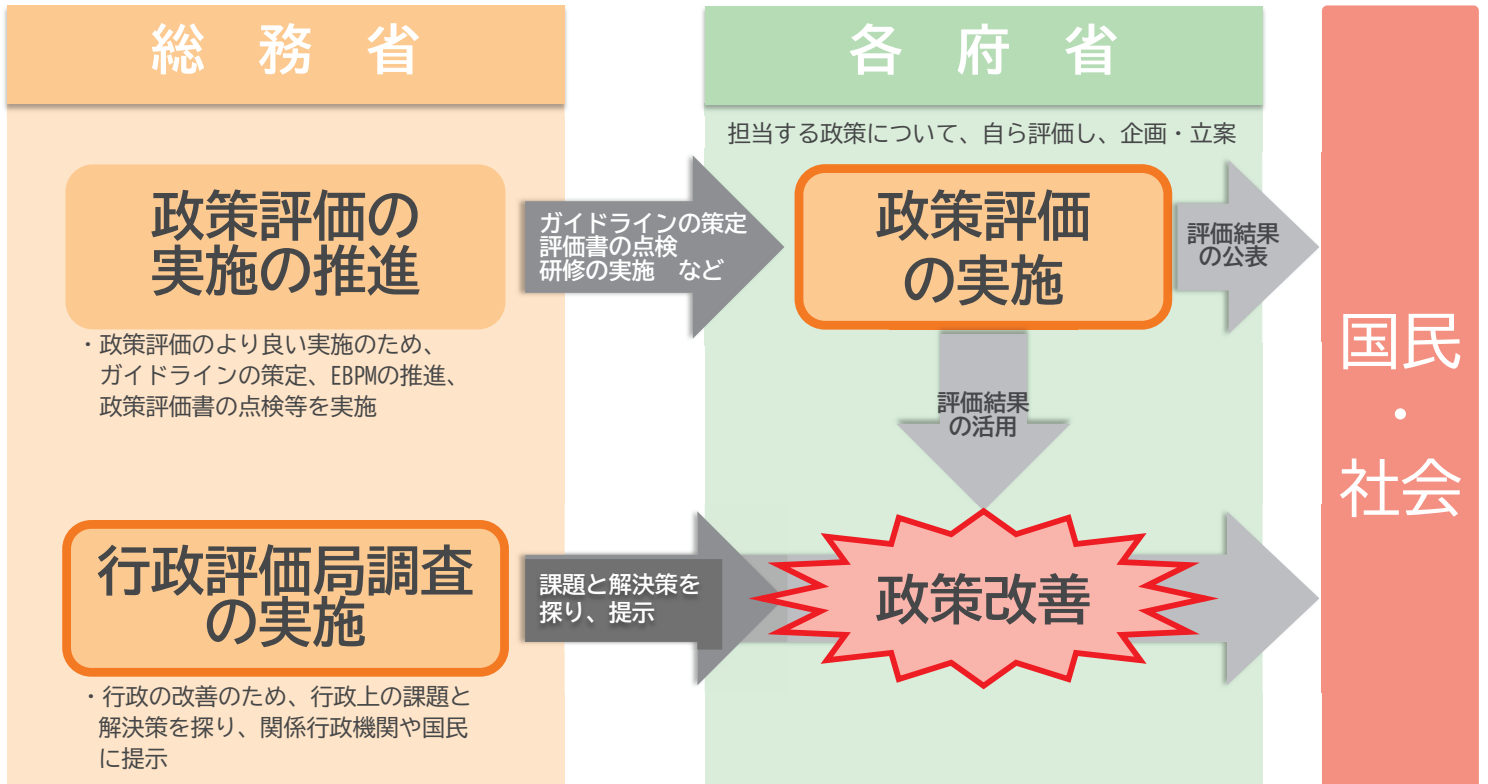 総務省
各府省
担当する政策について、自ら評価し、企画・立案
政策評価の
実施の推進
ガイドラインの策定
評価書の点検
研修の実施　など
政策評価
の実施
評価結果
の公表
・政策評価のより良い実施のため、
ガイドラインの策定、EBPMの推進、
政策評価書の点検等を実施
評価結果
の活用
国民
・
社会
行政評価局調査
の実施
課題と解決策を
探り、提示
政策改善
・行政の改善のため、行政上の課題と
解決策を探り、関係行政機関や国民
に提示